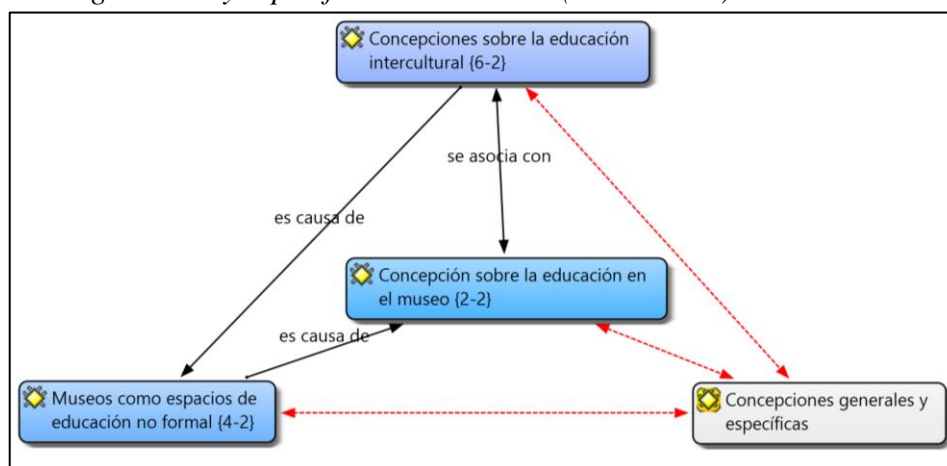 Concepciones sobre la educación
intercultural {6-2}
se asocia con
es causa de
Concepción sobre la educación en
el museo {2-2}
es causa de
Museos como espacios de
educación no formal {4-2}
Concepciones generales y
específicas